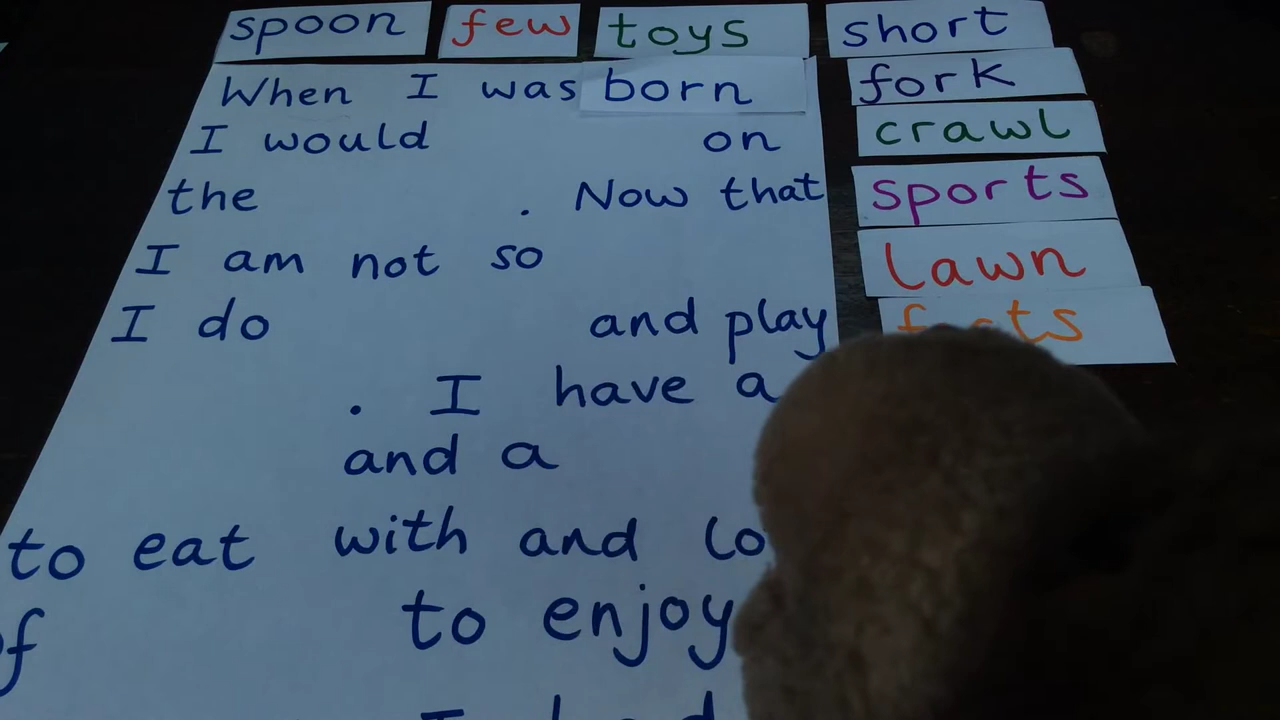 spoon few toys short
When I was born
I would on
the . Now that
I am not so
I do and play
. I have a
and a
to eat with and lo
of to enjoy
fork
crawl
sports
lawn